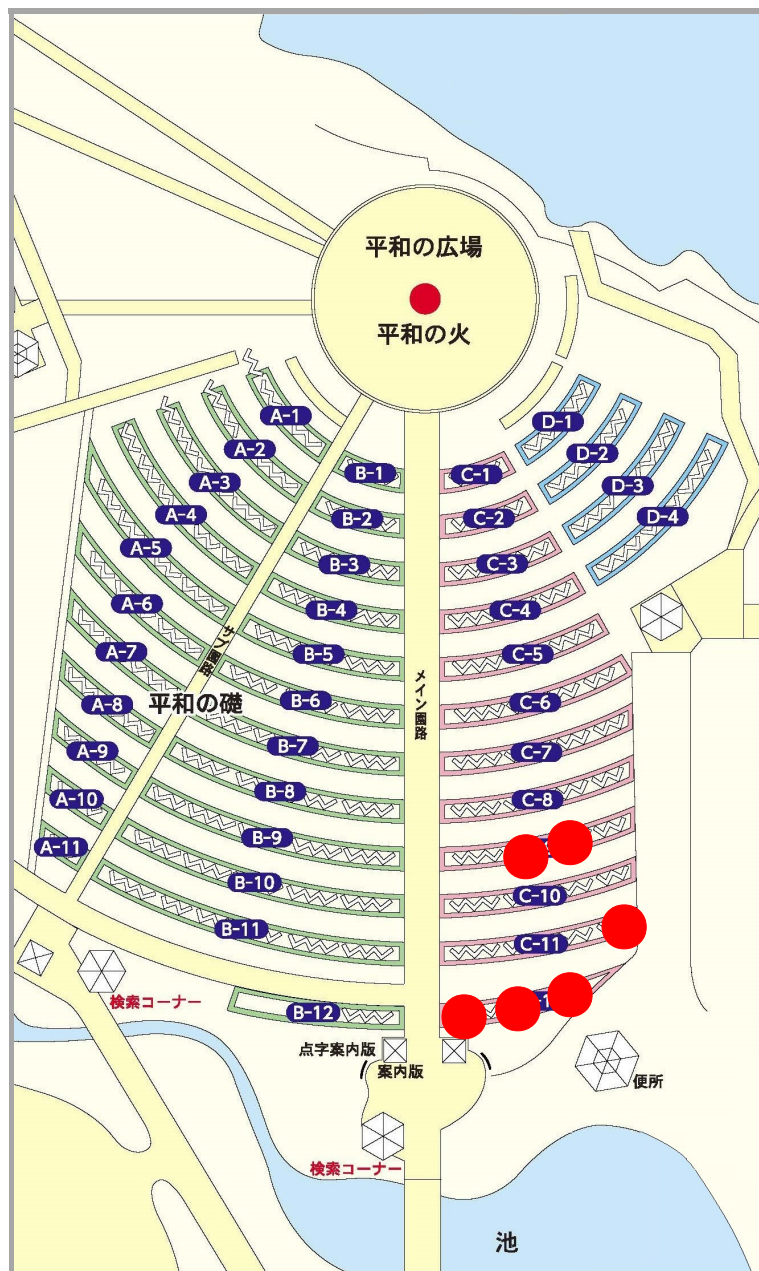 平和の広場
平和の火
A-1
A-2
A-3
A-4
A-5
A-6
A-7
A-8
A-9
A-10
A-11
B-1
B-2
B-3
B-4
B-5
B-6
B-7
B-8
B-9
B-10
B-11
B-12
C-1
C-2
C-3
C-4
C-5
C-6
C-7
C-8
C-10
C-11
D-1
D-2
D-3
D-4
サブ園路
メイン園路
平和の礎
検索コーナー
点字案内版
案内版
便所
検索コーナー
池